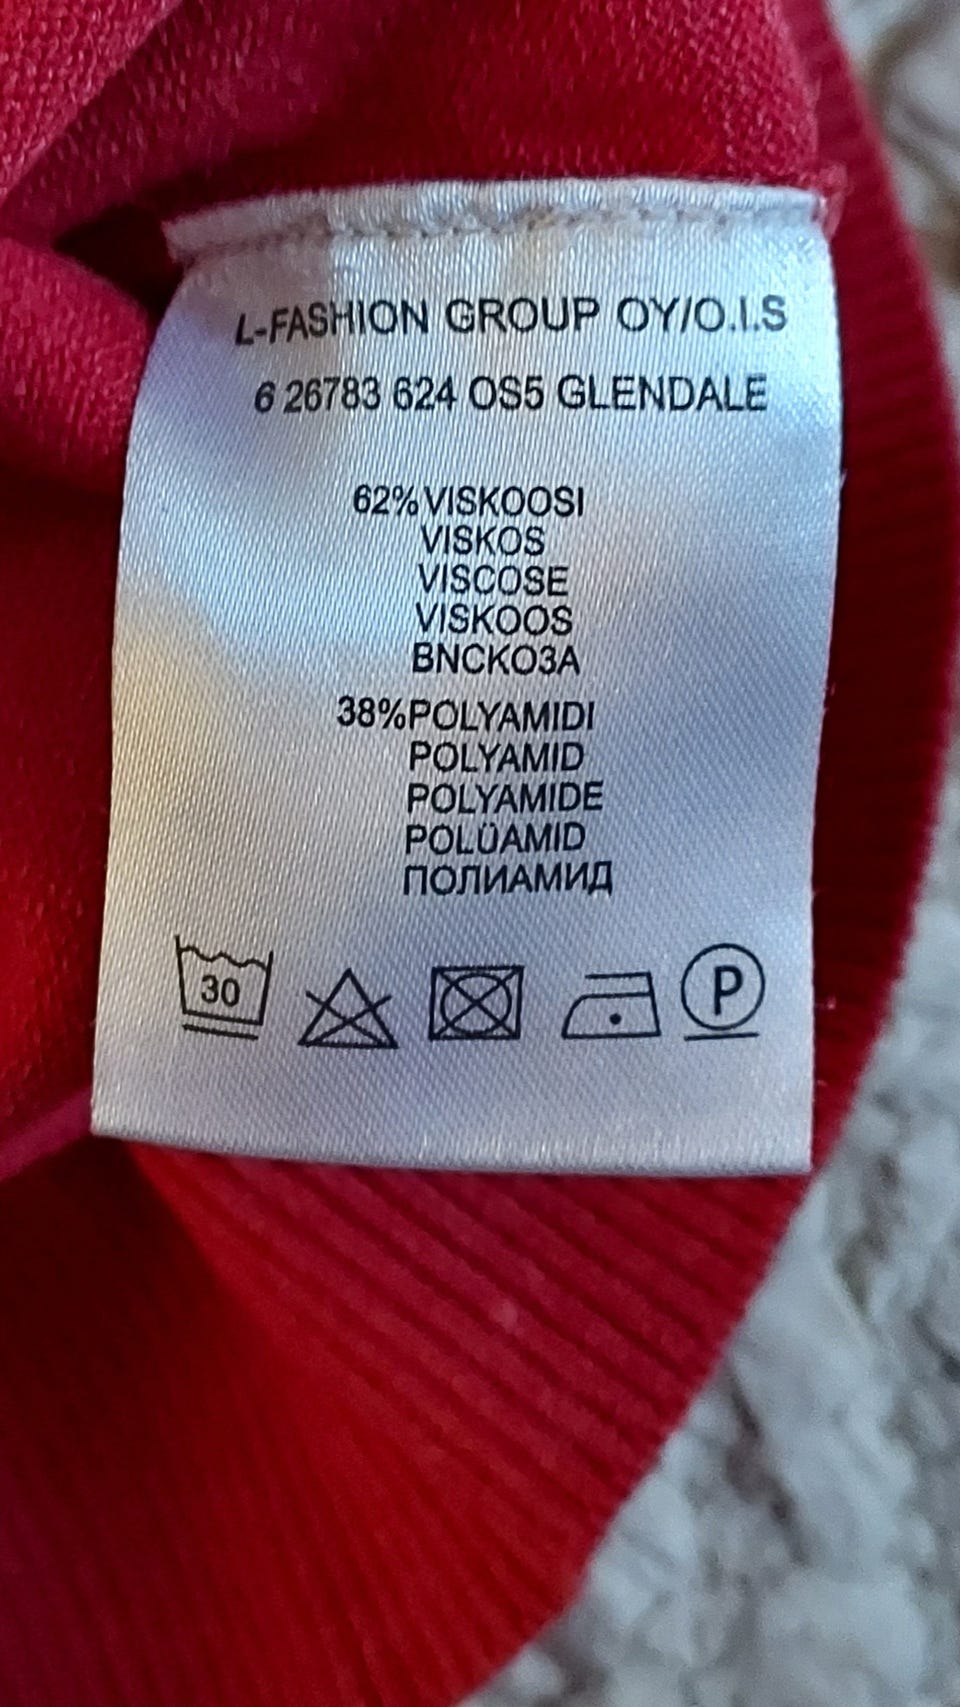 L-FASHION GROUP OY/O.I.S
6 26783 624 OS5 GLENDALE
62% VISKOOSI
VISKOS
VISCOSE
VISKOOS
BNCKO3A
38% POLYAMIDI
POLYAMID
POLYAMIDE
POLÜAMID
ПОЛИАМИД
30
P